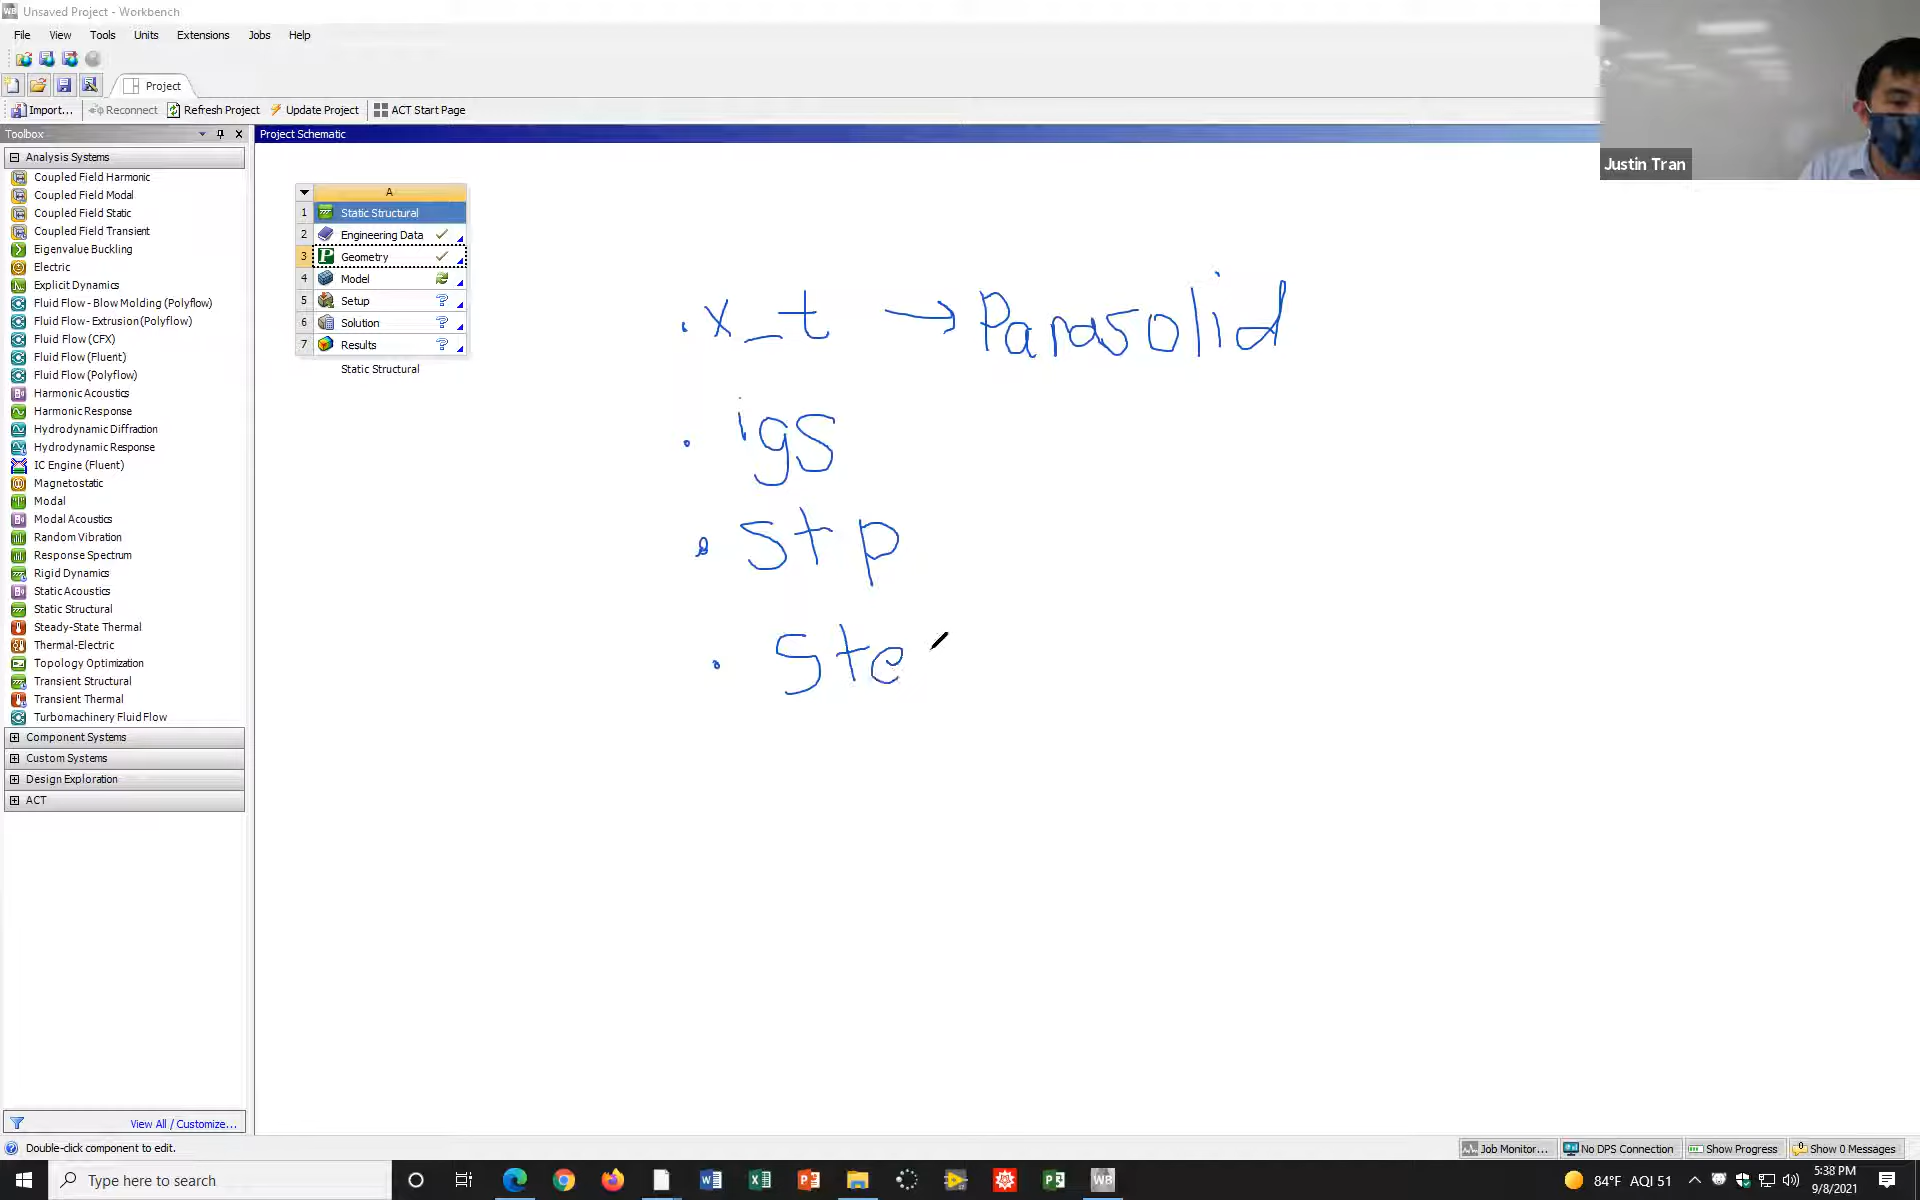 Unsaved Project - Workbench
File View Tools Units Extensions Jobs Help
Project
Import... Reconnect Refresh Project Update Project ACT Start Page
Toolbox
Project Schematic
Justin Tran
Analysis Systems
Coupled Field Harmonic
Coupled Field Modal
Coupled Field Static
Coupled Field Transient
Eigenvalue Buckling
Electric
Explicit Dynamics
Fluid Flow - Blow Molding (Polyflow)
Fluid Flow - Extrusion (Polyflow)
Fluid Flow (CFX)
Fluid Flow (Fluent)
Fluid Flow (Polyflow)
Harmonic Acoustics
Harmonic Response
Hydrodynamic Diffraction
Hydrodynamic Response
IC Engine (Fluent)
Magnetostatic
Modal
Modal Acoustics
Random Vibration
Response Spectrum
Rigid Dynamics
Static Acoustics
Static Structural
Steady-State Thermal
Thermal-Electric
Topology Optimization
Transient Structural
Transient Thermal
Turbomachinery Fluid Flow
Component Systems
Custom Systems
Design Exploration
ACT
View All / Customize...
A
1 Static Structural
2 Engineering Data
3 Geometry
4 Model
5 Setup ?
6 Solution ?
7 Results ?
Static Structural
.x_t → Parasolid
.igs
.stp
.ste
Double-click component to edit.
Job Monitor... No DPS Connection Show Progress Show 0 Messages
Type here to search
84°F AQI 51
5:38 PM
9/8/2021